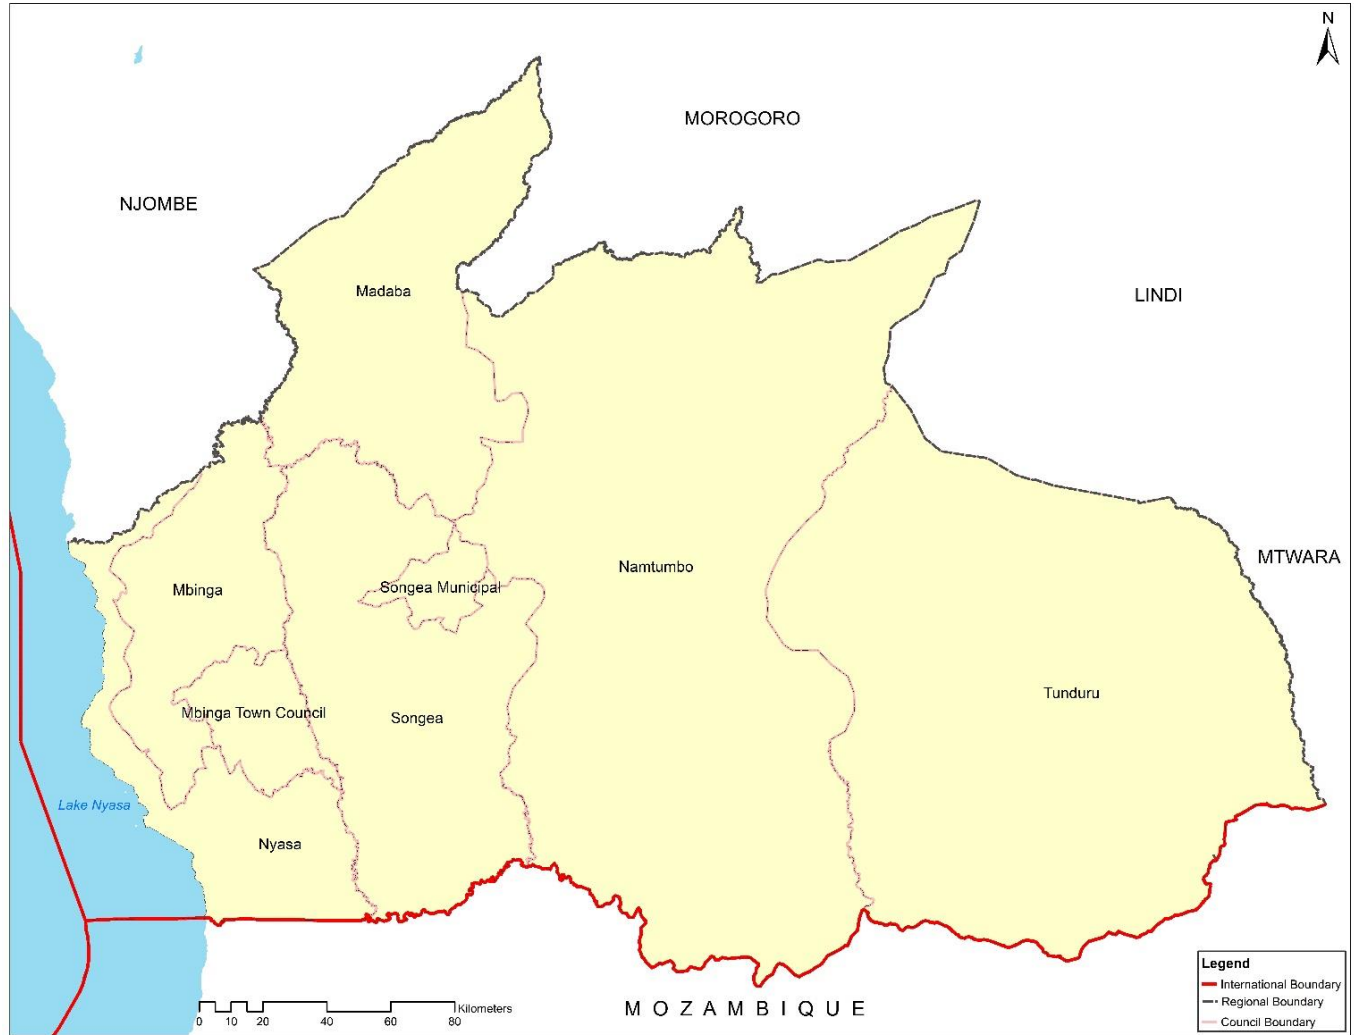 N
MOROGORO
NJOMBE
Madaba
LINDI
MTWARA
Namtumbo
Songea Municipal
Mbinga
Tunduru
Mbinga Town Council
Songea
Lake Nyasa
Nyasa
Legend
International Boundary
Regional Boundary
Council Boundary
MOZAMBIQUE
Kilometers
0 10 20 40 60 80